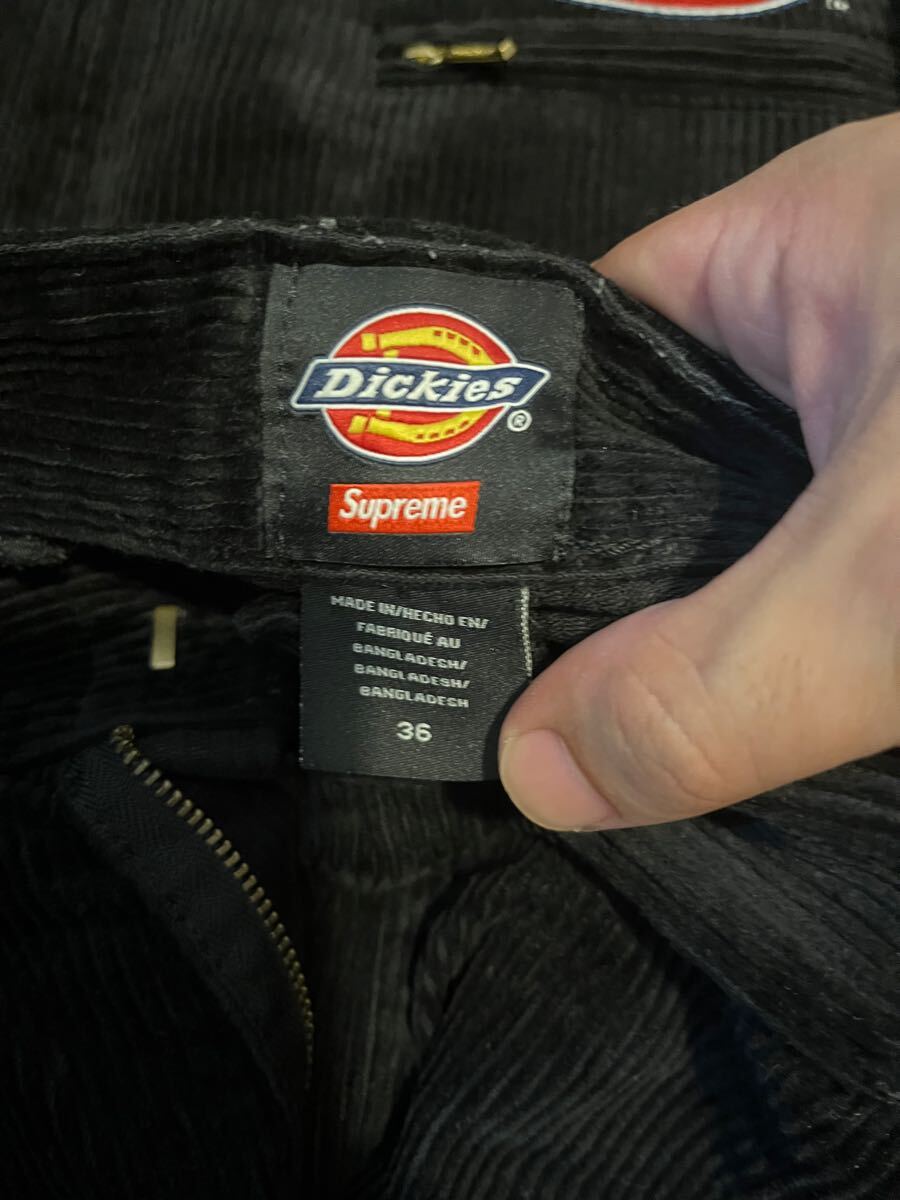 Dickies
®
Supreme
MADE IN/HECHO EN/
FABRIQUÉ AU
BANGLADESH/
BANGLADESH/
BANGLADESH
36